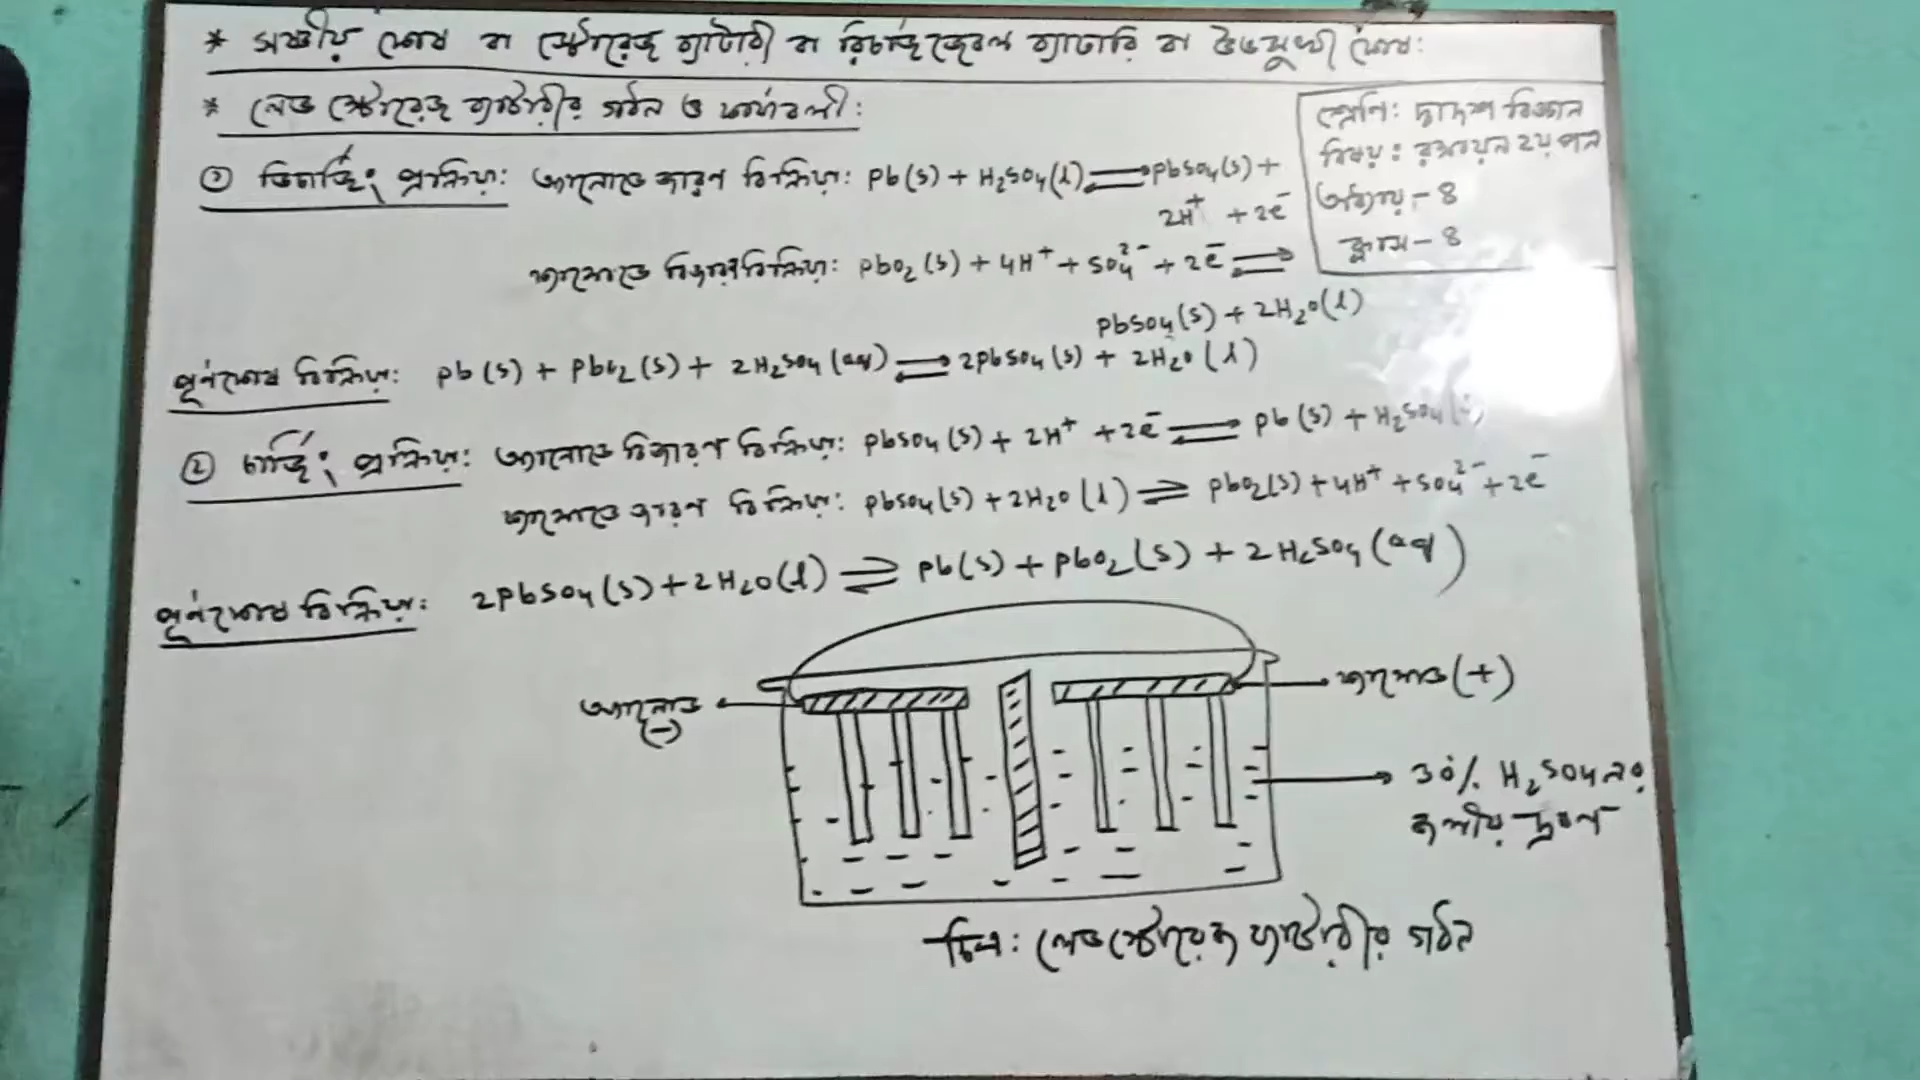 * সঞ্চয়ী কোষ বা স্টোরেজ ব্যাটারী বা রিচার্জেবল ব্যাটারি বা উভমুখী কোষ:
* লেড স্টোরেজ ব্যাটারীর গঠন ও কার্যাবলী:
শ্রেণি: দ্বাদশ বিজ্ঞান
বিষয়: রসায়ন ২য় পত্র
অধ্যায় - ৪
ক্লাস - ৪
① ডিচার্জিং প্রক্রিয়া: অ্যানোডে জারণ বিক্রিয়া: Pb(s) + H₂SO₄(l) ⇌ PbSO₄(s) +
2H⁺ + 2e⁻
ক্যাথোডে বিজারণ বিক্রিয়া: PbO₂(s) + 4H⁺ + SO₄²⁻ + 2e⁻ ⇌
PbSO₄(s) + 2H₂O(l)
পূর্ণকোষ বিক্রিয়া: Pb(s) + PbO₂(s) + 2H₂SO₄(aq) ⇌ 2PbSO₄(s) + 2H₂O(l)
② চার্জিং প্রক্রিয়া: অ্যানোডে বিজারণ বিক্রিয়া: PbSO₄(s) + 2H⁺ + 2e⁻ ⇌ Pb(s) + H₂SO₄
ক্যাথোডে জারণ বিক্রিয়া: PbSO₄(s) + 2H₂O(l) ⇌ PbO₂(s) + 4H⁺ + SO₄²⁻ + 2e⁻
পূর্ণকোষ বিক্রিয়া: 2PbSO₄(s) + 2H₂O(l) ⇌ Pb(s) + PbO₂(s) + 2H₂SO₄(aq)
অ্যানোড
(-)
ক্যাথোড (+)
30% H₂SO₄ এর
জলীয় দ্রবণ
চিত্র: লেড স্টোরেজ ব্যাটারীর গঠন